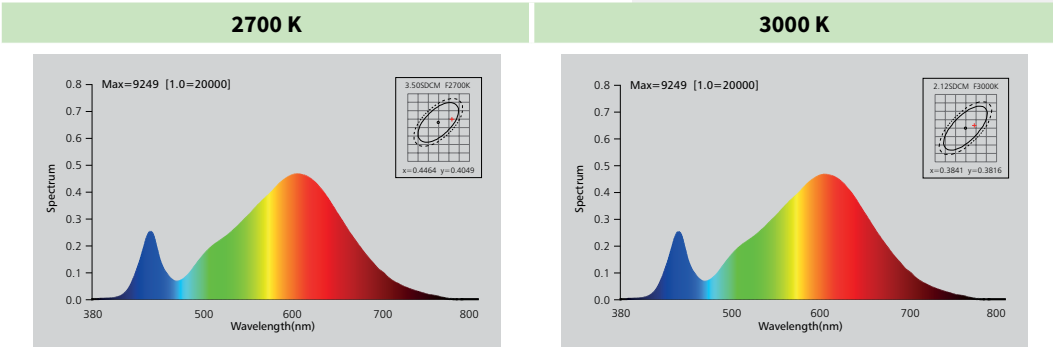 2700 K
3000 K
Max=9249 [1.0=20000]
3.50SDCM F2700K
x=0.4464 y=0.4049
0.8
0.7
0.6
0.5
0.4
0.3
0.2
0.1
0.0
Spectrum
380 500 600 700 800
Wavelength(nm)
Max=9249 [1.0=20000]
2.12SDCM F3000K
x=0.3841 y=0.3816
0.8
0.7
0.6
0.5
0.4
0.3
0.2
0.1
0.0
Spectrum
380 500 600 700 800
Wavelength(nm)